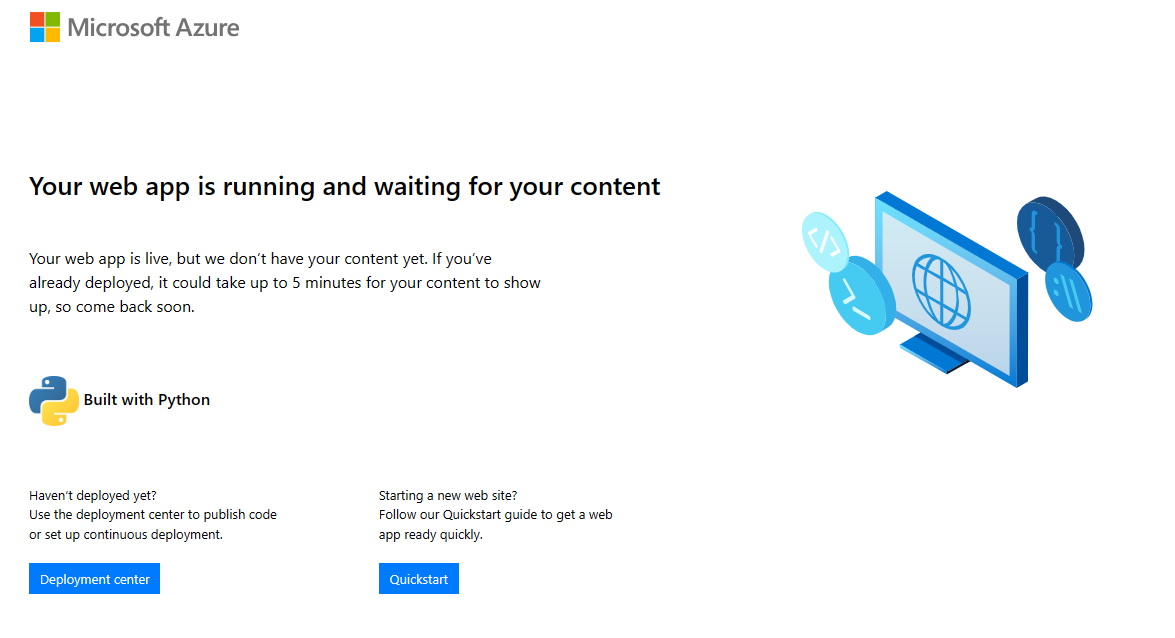 Microsoft Azure
Your web app is running and waiting for your content
Your web app is live, but we don’t have your content yet. If you’ve
already deployed, it could take up to 5 minutes for your content to show
up, so come back soon.
Built with Python
Haven’t deployed yet?
Use the deployment center to publish code
or set up continuous deployment.
Deployment center
Starting a new web site?
Follow our Quickstart guide to get a web
app ready quickly.
Quickstart